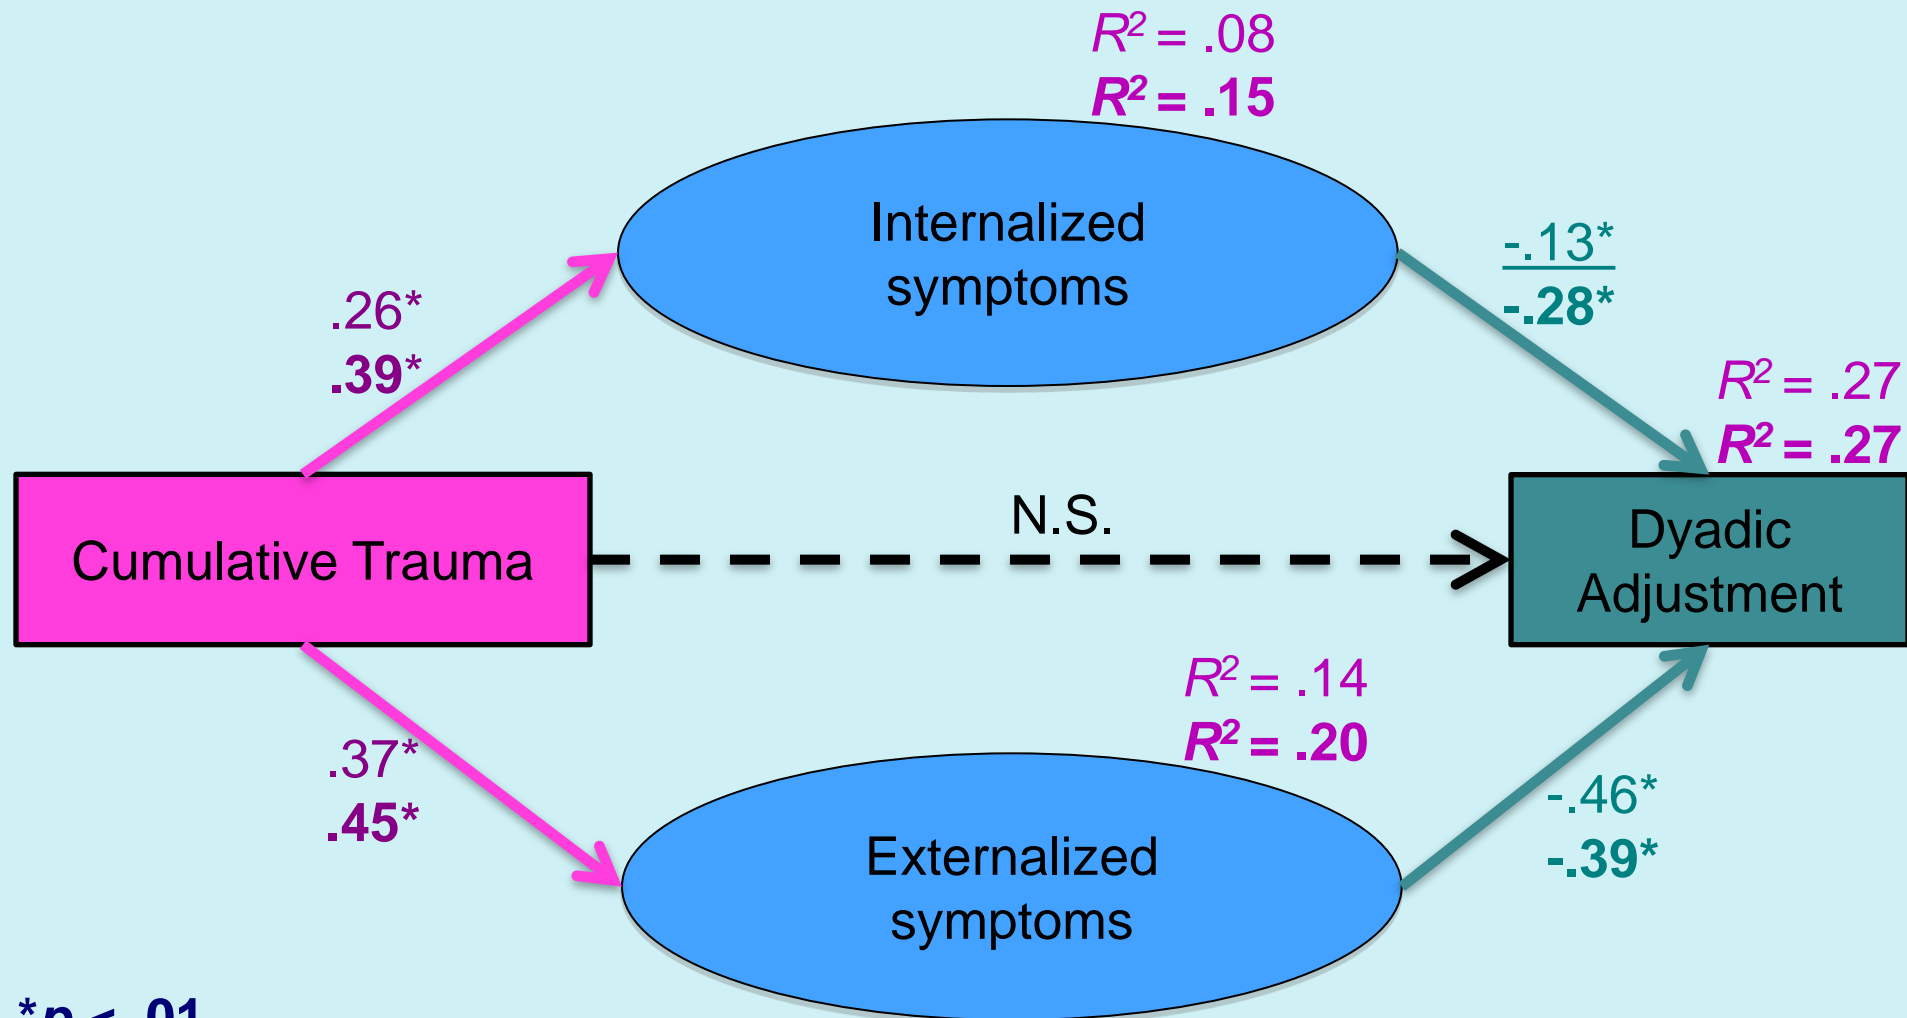 R² = .08
R² = .15
Internalized
symptoms
-.13*
-.28*
.26*
.39*
R² = .27
R² = .27
N.S.
Cumulative Trauma
Dyadic
Adjustment
R² = .14
R² = .20
.37*
.45*
-.46*
-.39*
Externalized
symptoms
*p < .01